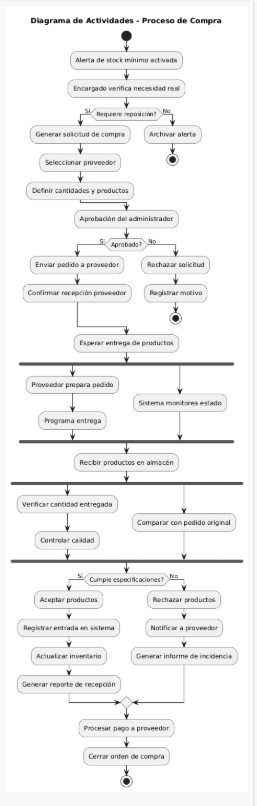 Diagrama de Actividades - Proceso de Compra
Alerta de stock mínimo activada
Encargado verifica necesidad real
Sí
Requiere reposición?
No
Generar solicitud de compra
Archivar alerta
Seleccionar proveedor
Definir cantidades y productos
Aprobación del administrador
Sí
Aprobado?
No
Enviar pedido a proveedor
Rechazar solicitud
Confirmar recepción proveedor
Registrar motivo
Esperar entrega de productos
Proveedor prepara pedido
Sistema monitorea estado
Programa entrega
Recibir productos en almacén
Verificar cantidad entregada
Comparar con pedido original
Controlar calidad
Sí
Cumple especificaciones?
No
Aceptar productos
Rechazar productos
Registrar entrada en sistema
Notificar a proveedor
Actualizar inventario
Generar informe de incidencia
Generar reporte de recepción
Procesar pago a proveedor
Cerrar orden de compra